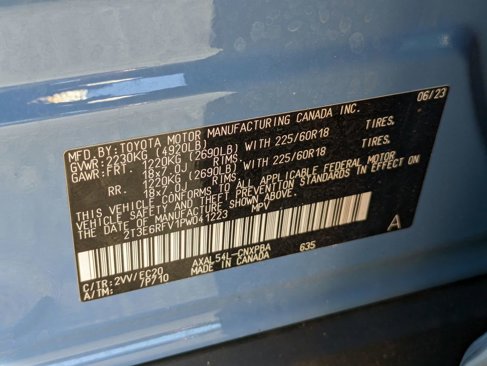 MFD. BY: TOYOTA MOTOR MANUFACTURING CANADA INC. 06/23
GVWR: 2230KG (4920LB)
GAWR: FRT. 1220KG (2690LB) WITH 225/60R18 TIRES,
18x7.0J RIMS,
RR. 1220KG (2690LB) WITH 225/60R18 TIRES,
18x7.0J RIMS,
THIS VEHICLE CONFORMS TO ALL APPLICABLE FEDERAL MOTOR
VEHICLE SAFETY AND THEFT PREVENTION STANDARDS IN EFFECT ON
THE DATE OF MANUFACTURE SHOWN ABOVE.
2T3E6RFV1PW041223 MPV
A
C/TR: 2VV/FC20 AXAL54L-CNXPBA 635
A/TM: 7P710 MADE IN CANADA